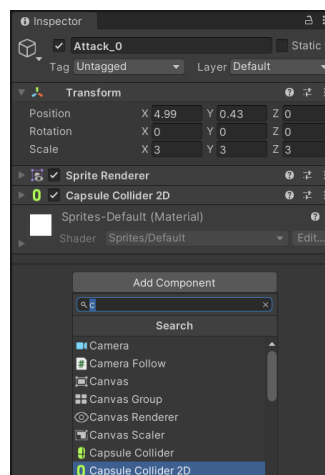 Inspector
Attack_0 Static
Tag Untagged Layer Default
Transform
Position X 4.99 Y 0.43 Z 0
Rotation X 0 Y 0 Z 0
Scale X 3 Y 3 Z 3
Sprite Renderer
Capsule Collider 2D
Sprites-Default (Material)
Shader Sprites/Default Edit...
Add Component
c
Search
Camera
Camera Follow
Canvas
Canvas Group
Canvas Renderer
Canvas Scaler
Capsule Collider
Capsule Collider 2D